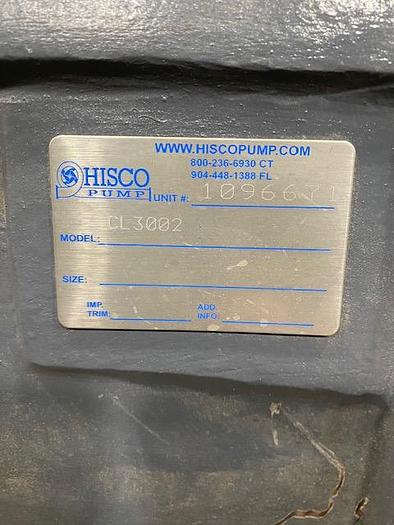 WWW.HISCOPUMP.COM
800-236-6930 CT
904-448-1388 FL
HISCO
PUMP
UNIT #: 1096671
MODEL: CL3002
SIZE:
IMP. TRIM:
ADD. INFO: